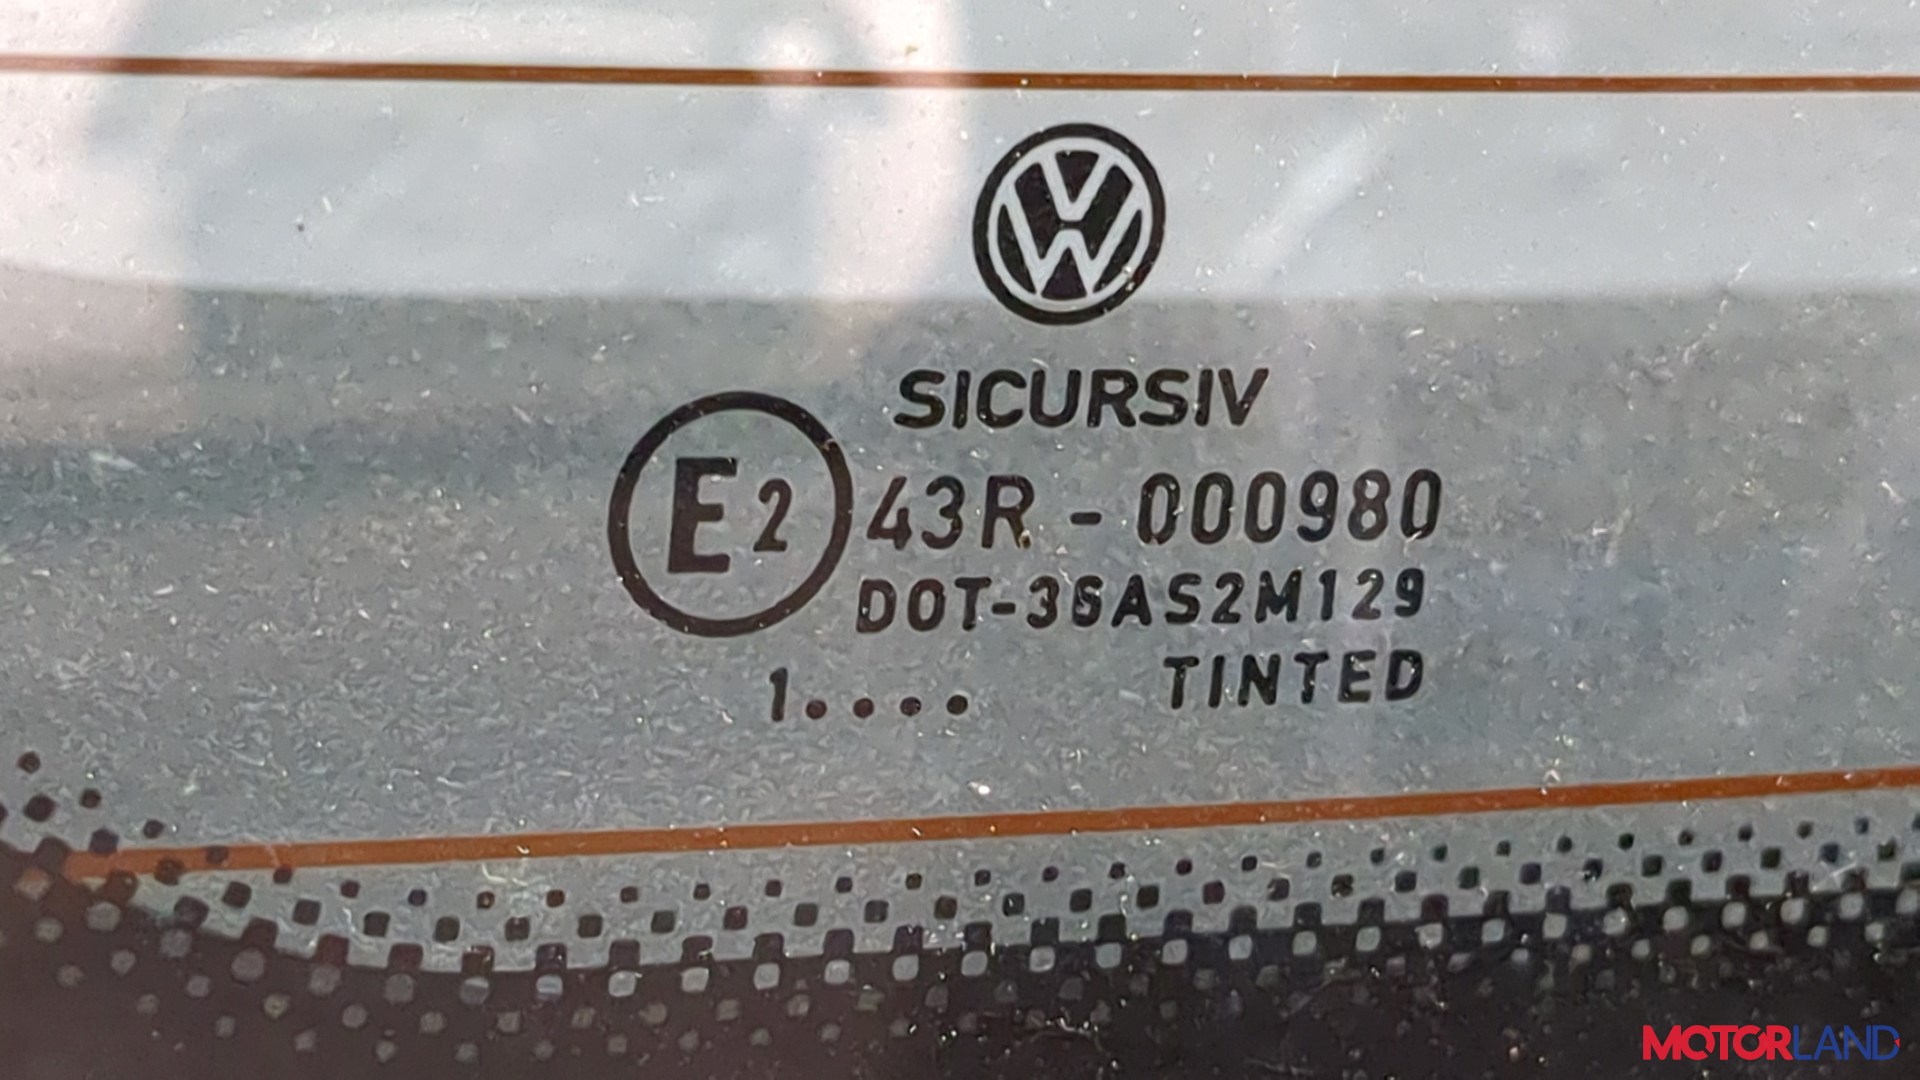 SICURSIV
E2 43R - 000980
DOT-36AS2M129
1.... TINTED
MOTORLAND